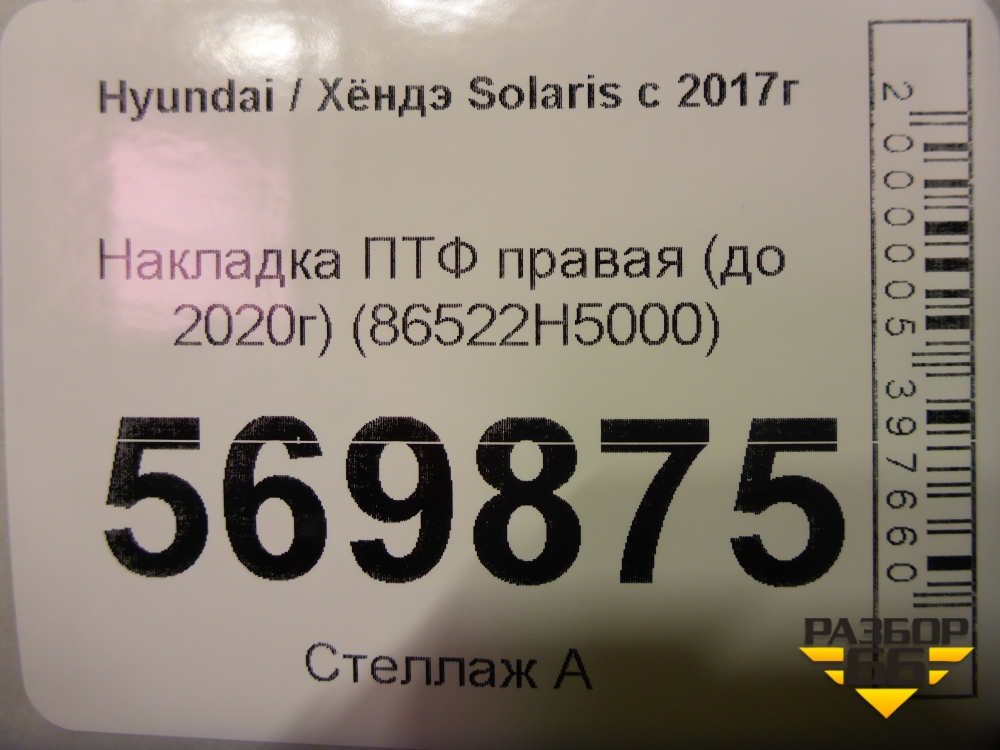 Hyundai / Хёндэ Solaris с 2017г
Накладка ПТФ правая (до
2020г) (86522H5000)
569875
Стеллаж А
2000005397660
РАЗБОР
66